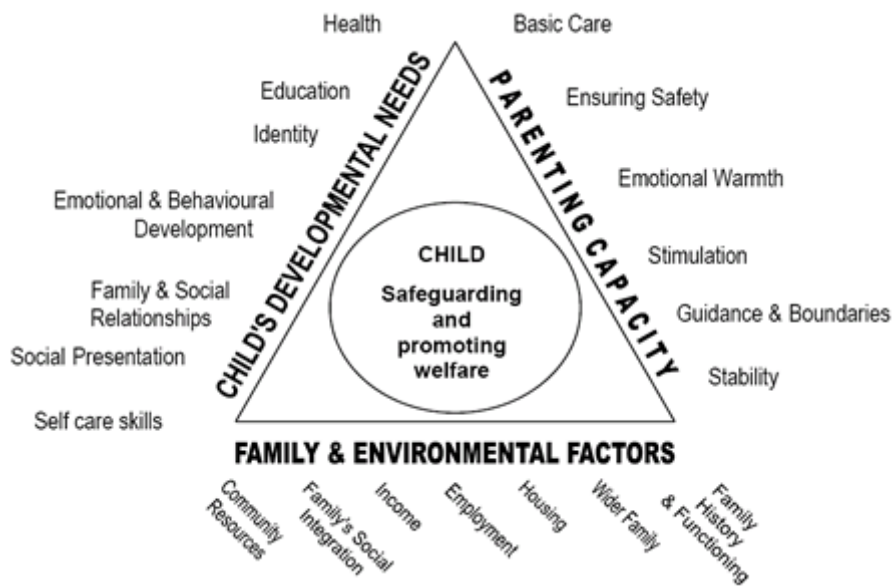 Health
Education
Identity
Emotional & Behavioural
Development
Family & Social
Relationships
Social Presentation
Self care skills
CHILD'S DEVELOPMENTAL NEEDS
Basic Care
Ensuring Safety
Emotional Warmth
Stimulation
Guidance & Boundaries
Stability
PARENTING CAPACITY
CHILD
Safeguarding
and
promoting
welfare
FAMILY & ENVIRONMENTAL FACTORS
Community
Resources
Family's Social
Integration
Income
Employment
Housing
Wider Family
Family
History
& Functioning